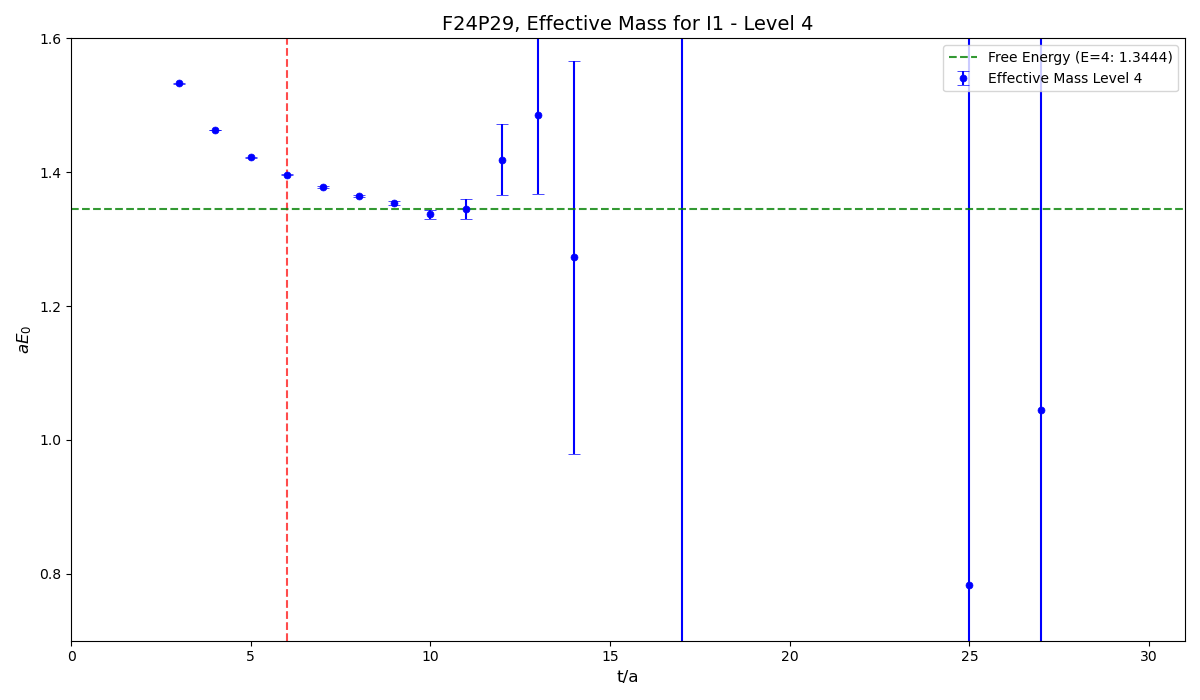 F24P29, Effective Mass for I1 - Level 4
Free Energy (E=4: 1.3444)
Effective Mass Level 4
1.6
1.4
1.2
1.0
0.8
aE₀
0 5 10 15 20 25 30
t/a